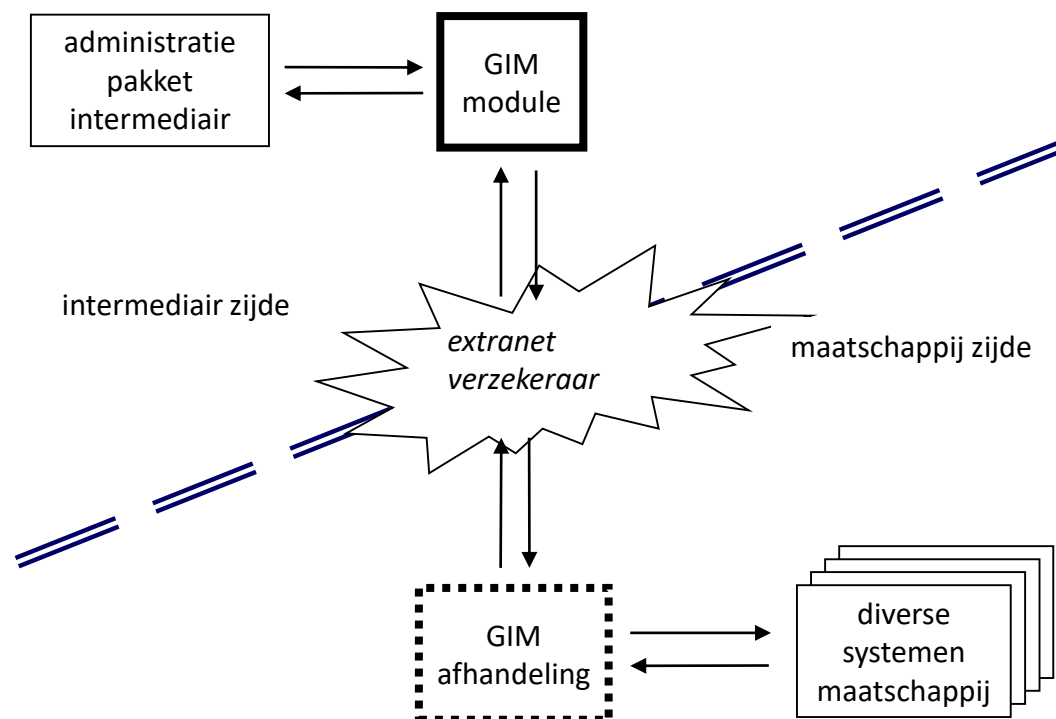 administratie
pakket
intermediair
GIM
module
intermediair zijde
extranet
verzekeraar
maatschappij zijde
GIM
afhandeling
diverse
systemen
maatschappij